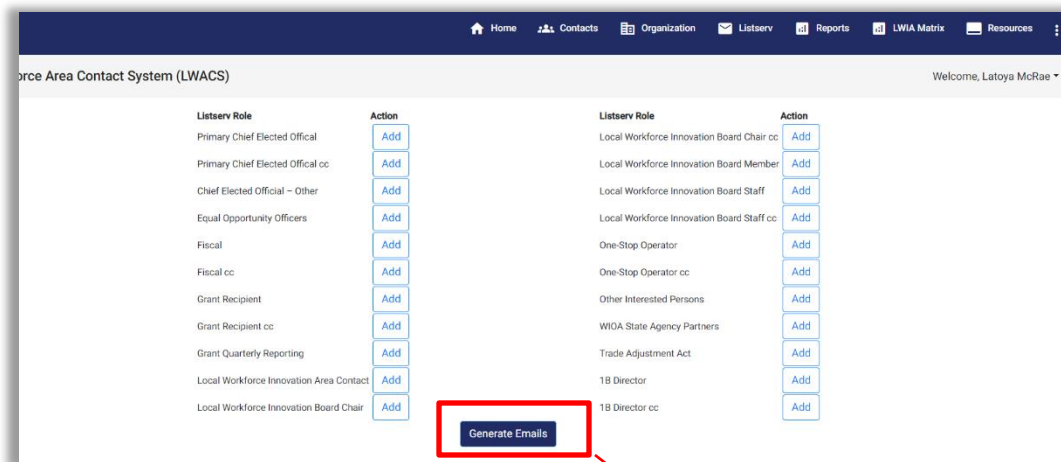 Home Contacts Organization Listserv Reports LWIA Matrix Resources
orce Area Contact System (LWACS) Welcome, Latoya McRae
Listserv Role Action Listserv Role Action
Primary Chief Elected Offical Add Local Workforce Innovation Board Chair cc Add
Primary Chief Elected Offical cc Add Local Workforce Innovation Board Member Add
Chief Elected Official – Other Add Local Workforce Innovation Board Staff Add
Equal Opportunity Officers Add Local Workforce Innovation Board Staff cc Add
Fiscal Add One-Stop Operator Add
Fiscal cc Add One-Stop Operator cc Add
Grant Recipient Add Other Interested Persons Add
Grant Recipient cc Add WIOA State Agency Partners Add
Grant Quarterly Reporting Add Trade Adjustment Act Add
Local Workforce Innovation Area Contact Add 1B Director Add
Local Workforce Innovation Board Chair Add 1B Director cc Add
Generate Emails